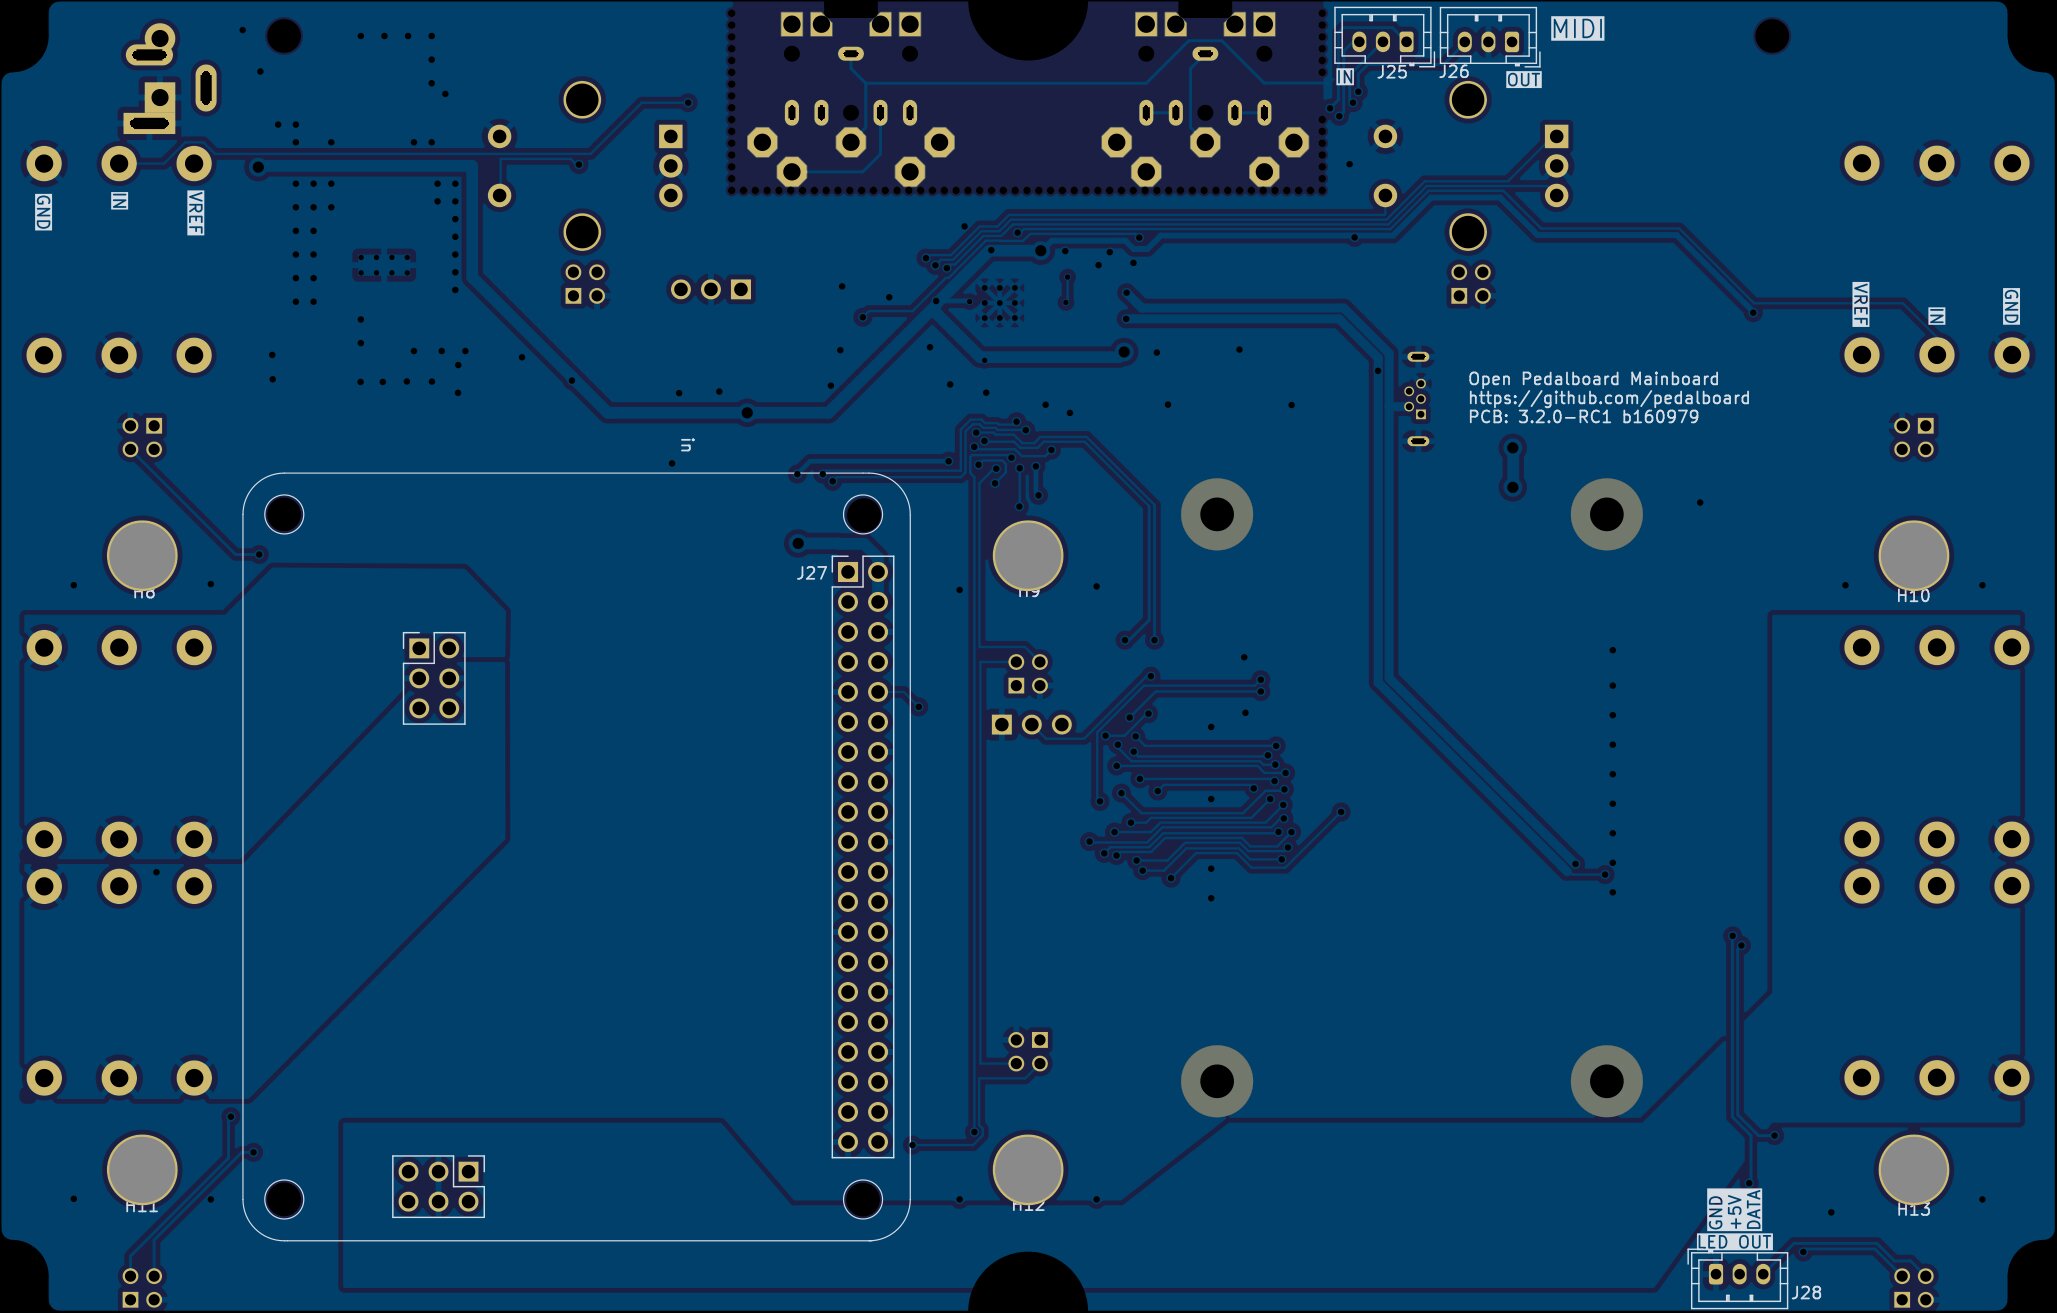 MIDI
J25
J26
IN
OUT
GND
IN
VREF
VREF
IN
GND
Open Pedalboard Mainboard
https://github.com/pedalboard
PCB: 3.2.0-RC1 b160979
in
J27
H8
H9
H10
H11
H12
H13
GND
+5V
DATA
LED OUT
J28